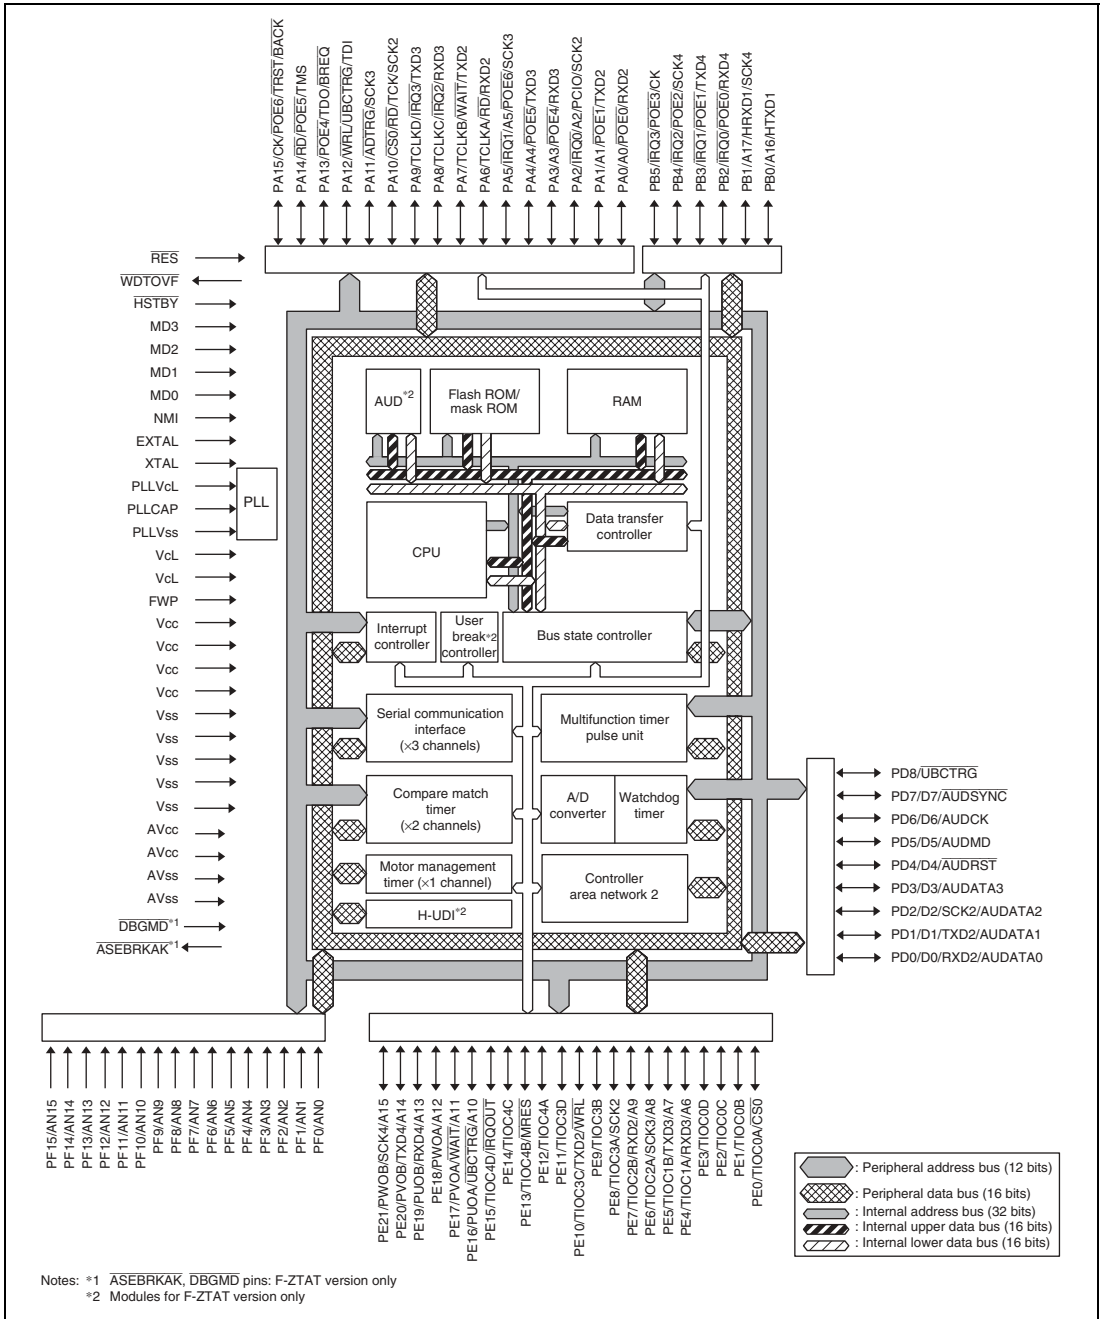 PA15/CK/POE6/TRST/BACK
PA14/RD/POE5/TMS
PA13/POE4/TDO/BREQ
PA12/WRL/UBCTRG/TDI
PA11/ADTRG/SCK3
PA10/CS0/RD/TCK/SCK2
PA9/TCLKD/IRQ3/TXD3
PA8/TCLKC/IRQ2/RXD3
PA7/TCLKB/WAIT/TXD2
PA6/TCLKA/RD/RXD2
PA5/IRQ1/A5/POE6/SCK3
PA4/A4/POE5/TXD3
PA3/A3/POE4/RXD3
PA2/IRQ0/A2/PCIO/SCK2
PA1/A1/POE1/TXD2
PA0/A0/POE0/RXD2
PB5/IRQ3/POE3/CK
PB4/IRQ2/POE2/SCK4
PB3/IRQ1/POE1/TXD4
PB2/IRQ0/POE0/RXD4
PB1/A17/HRXD1/SCK4
PB0/A16/HTXD1
RES
WDTOVF
HSTBY
MD3
MD2
MD1
MD0
NMI
EXTAL
XTAL
PLLVcL
PLLCAP
PLLVss
VcL
VcL
FWP
Vcc
Vcc
Vcc
Vcc
Vss
Vss
Vss
Vss
Vss
AVcc
AVcc
AVss
AVss
DBGMD*1
ASEBRKAK*1
PLL
AUD*2
Flash ROM/
mask ROM
RAM
CPU
Data transfer
controller
Interrupt
controller
User
break*2
controller
Bus state controller
Serial communication
interface
(×3 channels)
Multifunction timer
pulse unit
Compare match
timer
(×2 channels)
A/D
converter
Watchdog
timer
Motor management
timer (×1 channel)
Controller
area network 2
H-UDI*2
PD8/UBCTRG
PD7/D7/AUDSYNC
PD6/D6/AUDCK
PD5/D5/AUDMD
PD4/D4/AUDRST
PD3/D3/AUDATA3
PD2/D2/SCK2/AUDATA2
PD1/D1/TXD2/AUDATA1
PD0/D0/RXD2/AUDATA0
PF15/AN15
PF14/AN14
PF13/AN13
PF12/AN12
PF11/AN11
PF10/AN10
PF9/AN9
PF8/AN8
PF7/AN7
PF6/AN6
PF5/AN5
PF4/AN4
PF3/AN3
PF2/AN2
PF1/AN1
PF0/AN0
PE21/PWOB/SCK4/A15
PE20/PVOB/TXD4/A14
PE19/PUOB/RXD4/A13
PE18/PWOA/A12
PE17/PVOA/WAIT/A11
PE16/PUOA/UBCTRG/A10
PE15/TIOC4D/IRQOUT
PE14/TIOC4C
PE13/TIOC4B/MRES
PE12/TIOC4A
PE11/TIOC3D
PE10/TIOC3C/TXD2/WRL
PE9/TIOC3B
PE8/TIOC3A/SCK2
PE7/TIOC2B/RXD2/A9
PE6/TIOC2A/SCK3/A8
PE5/TIOC1B/TXD3/A7
PE4/TIOC1A/RXD3/A6
PE3/TIOC0D
PE2/TIOC0C
PE1/TIOC0B
PE0/TIOC0A/CS0
: Peripheral address bus (12 bits)
: Peripheral data bus (16 bits)
: Internal address bus (32 bits)
: Internal upper data bus (16 bits)
: Internal lower data bus (16 bits)
Notes: *1 ASEBRKAK, DBGMD pins: F-ZTAT version only
*2 Modules for F-ZTAT version only